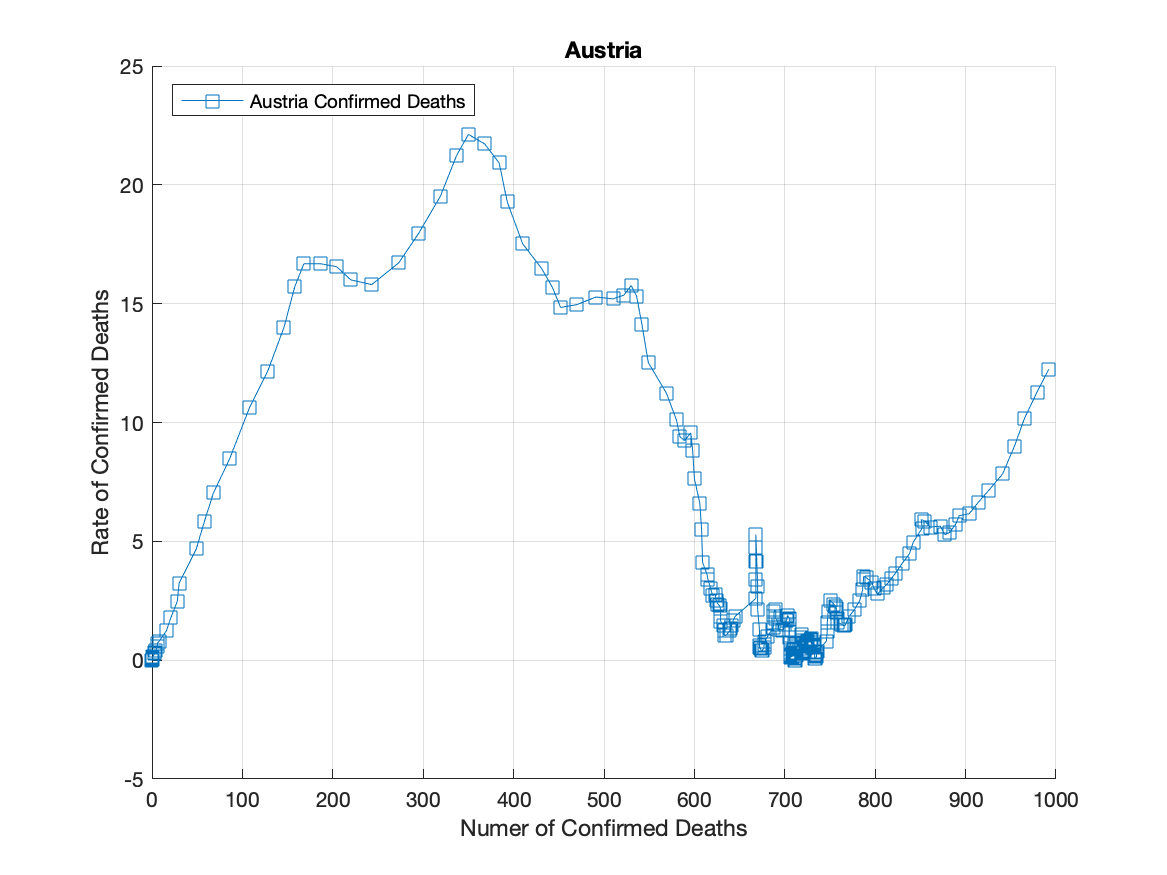 Austria
Austria Confirmed Deaths
25
20
15
10
5
0
-5
Rate of Confirmed Deaths
0 100 200 300 400 500 600 700 800 900 1000
Numer of Confirmed Deaths